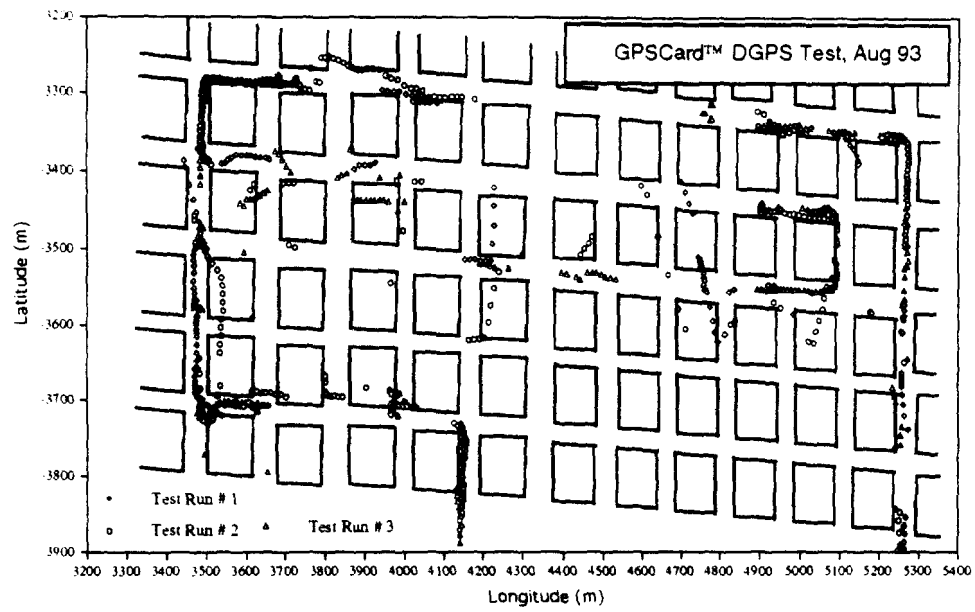 GPSCard™ DGPS Test, Aug 93
Latitude (m)
3200
-3300
-3400
-3500
-3600
-3700
-3800
-3900
Test Run # 1
Test Run # 2
Test Run # 3
3200 3300 3400 3500 3600 3700 3800 3900 4000 4100 4200 4300 4400 4500 4600 4700 4800 4900 5000 5100 5200 5300 5400
Longitude (m)